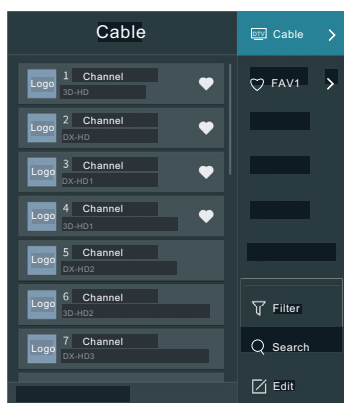 Cable
Logo 1 Channel
3D-HD
Logo 2 Channel
DX-HD
Logo 3 Channel
DX-HD1
Logo 4 Channel
3D-HD1
Logo 5 Channel
DX-HD2
Logo 6 Channel
3D-HD2
Logo 7 Channel
DX-HD3
DTV Cable
FAV1
Filter
Search
Edit